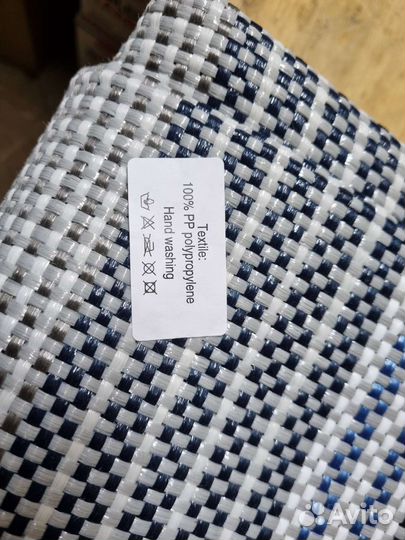 Textile:
100% PP polypropylene
Hand washing
Avito